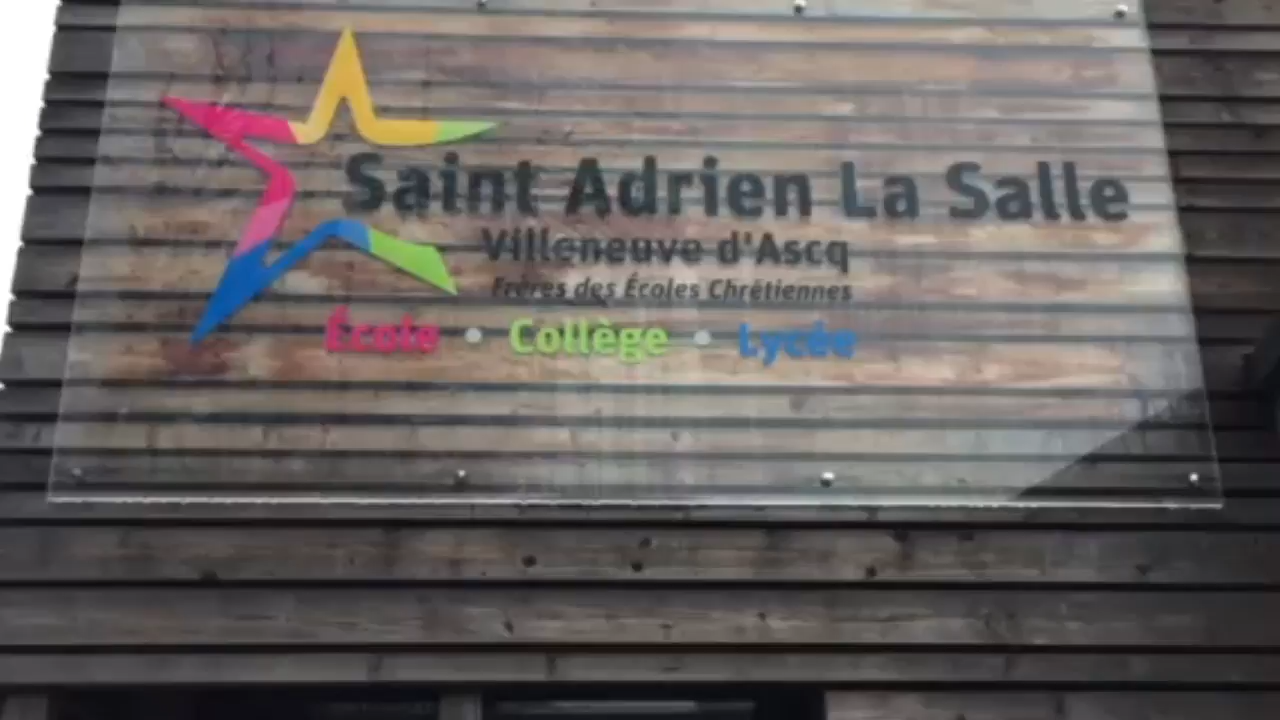 Saint Adrien La Salle
Villeneuve d'Ascq
Frères des Écoles Chrétiennes
École • Collège • Lycée